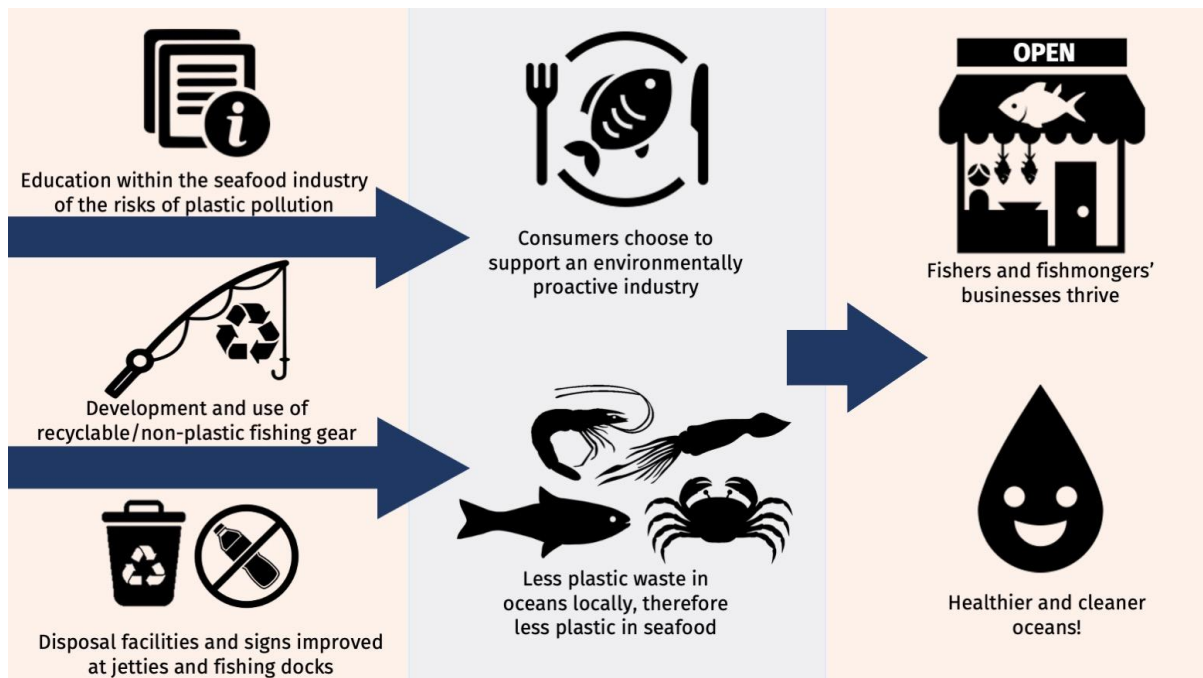 Education within the seafood industry
of the risks of plastic pollution
Development and use of
recyclable/non-plastic fishing gear
Disposal facilities and signs improved
at jetties and fishing docks
Consumers choose to
support an environmentally
proactive industry
Less plastic waste in
oceans locally, therefore
less plastic in seafood
OPEN
Fishers and fishmongers’
businesses thrive
Healthier and cleaner
oceans!